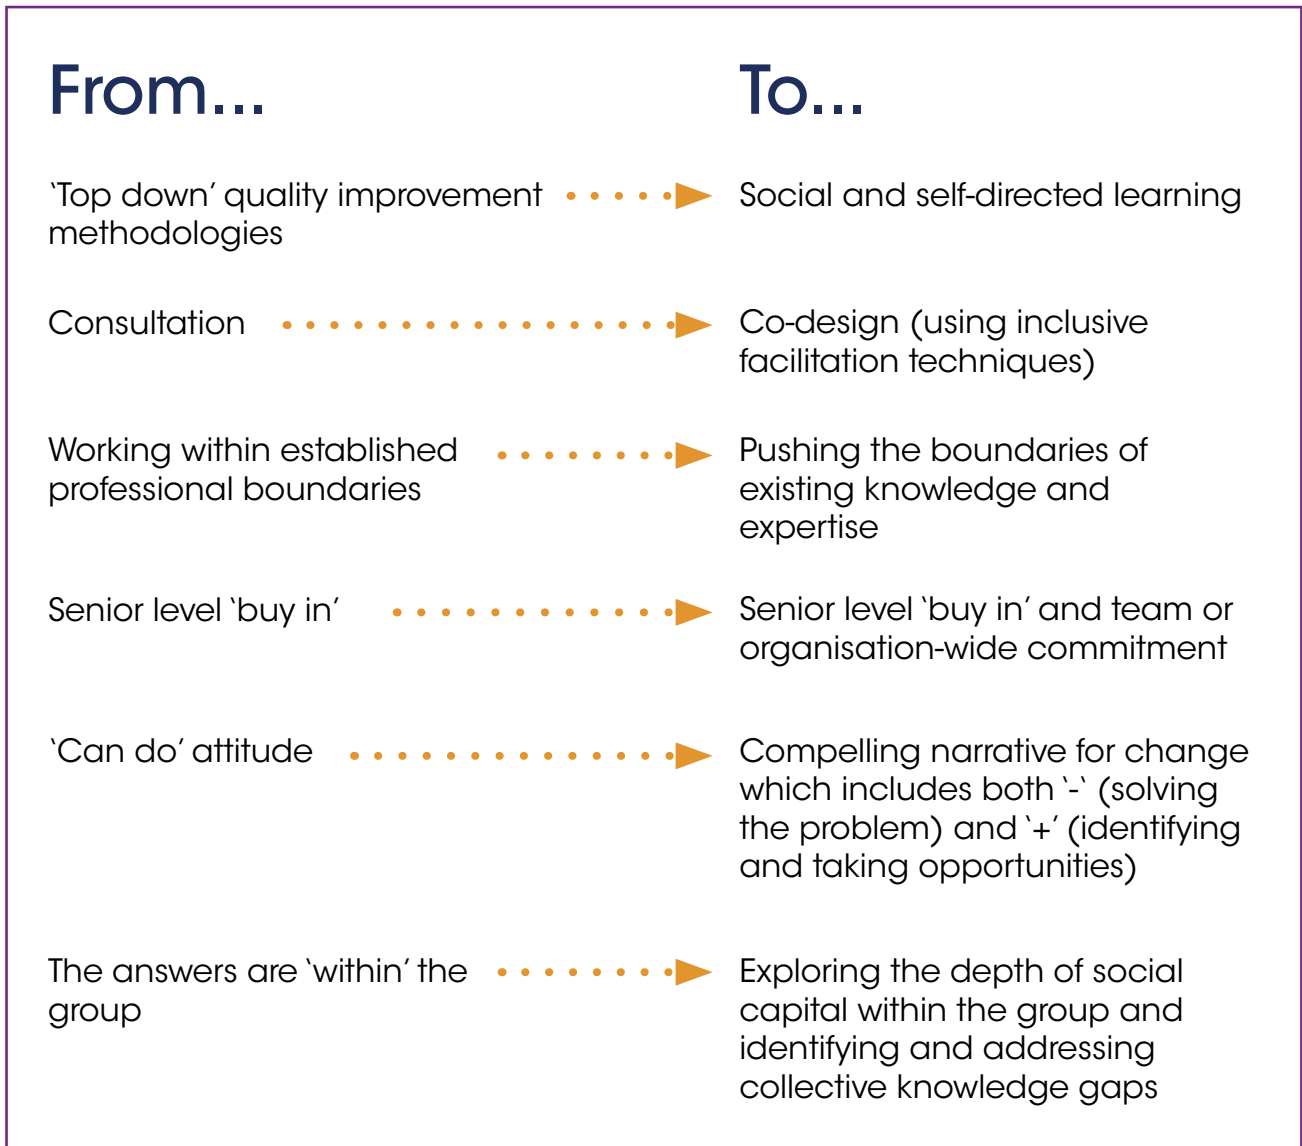 From...
To...
‘Top down’ quality improvement
methodologies
Social and self-directed learning
Consultation
Co-design (using inclusive
facilitation techniques)
Working within established
professional boundaries
Pushing the boundaries of
existing knowledge and
expertise
Senior level ‘buy in’
Senior level ‘buy in’ and team or
organisation-wide commitment
‘Can do’ attitude
Compelling narrative for change
which includes both ‘-‘ (solving
the problem) and ‘+’ (identifying
and taking opportunities)
The answers are ‘within’ the
group
Exploring the depth of social
capital within the group and
identifying and addressing
collective knowledge gaps